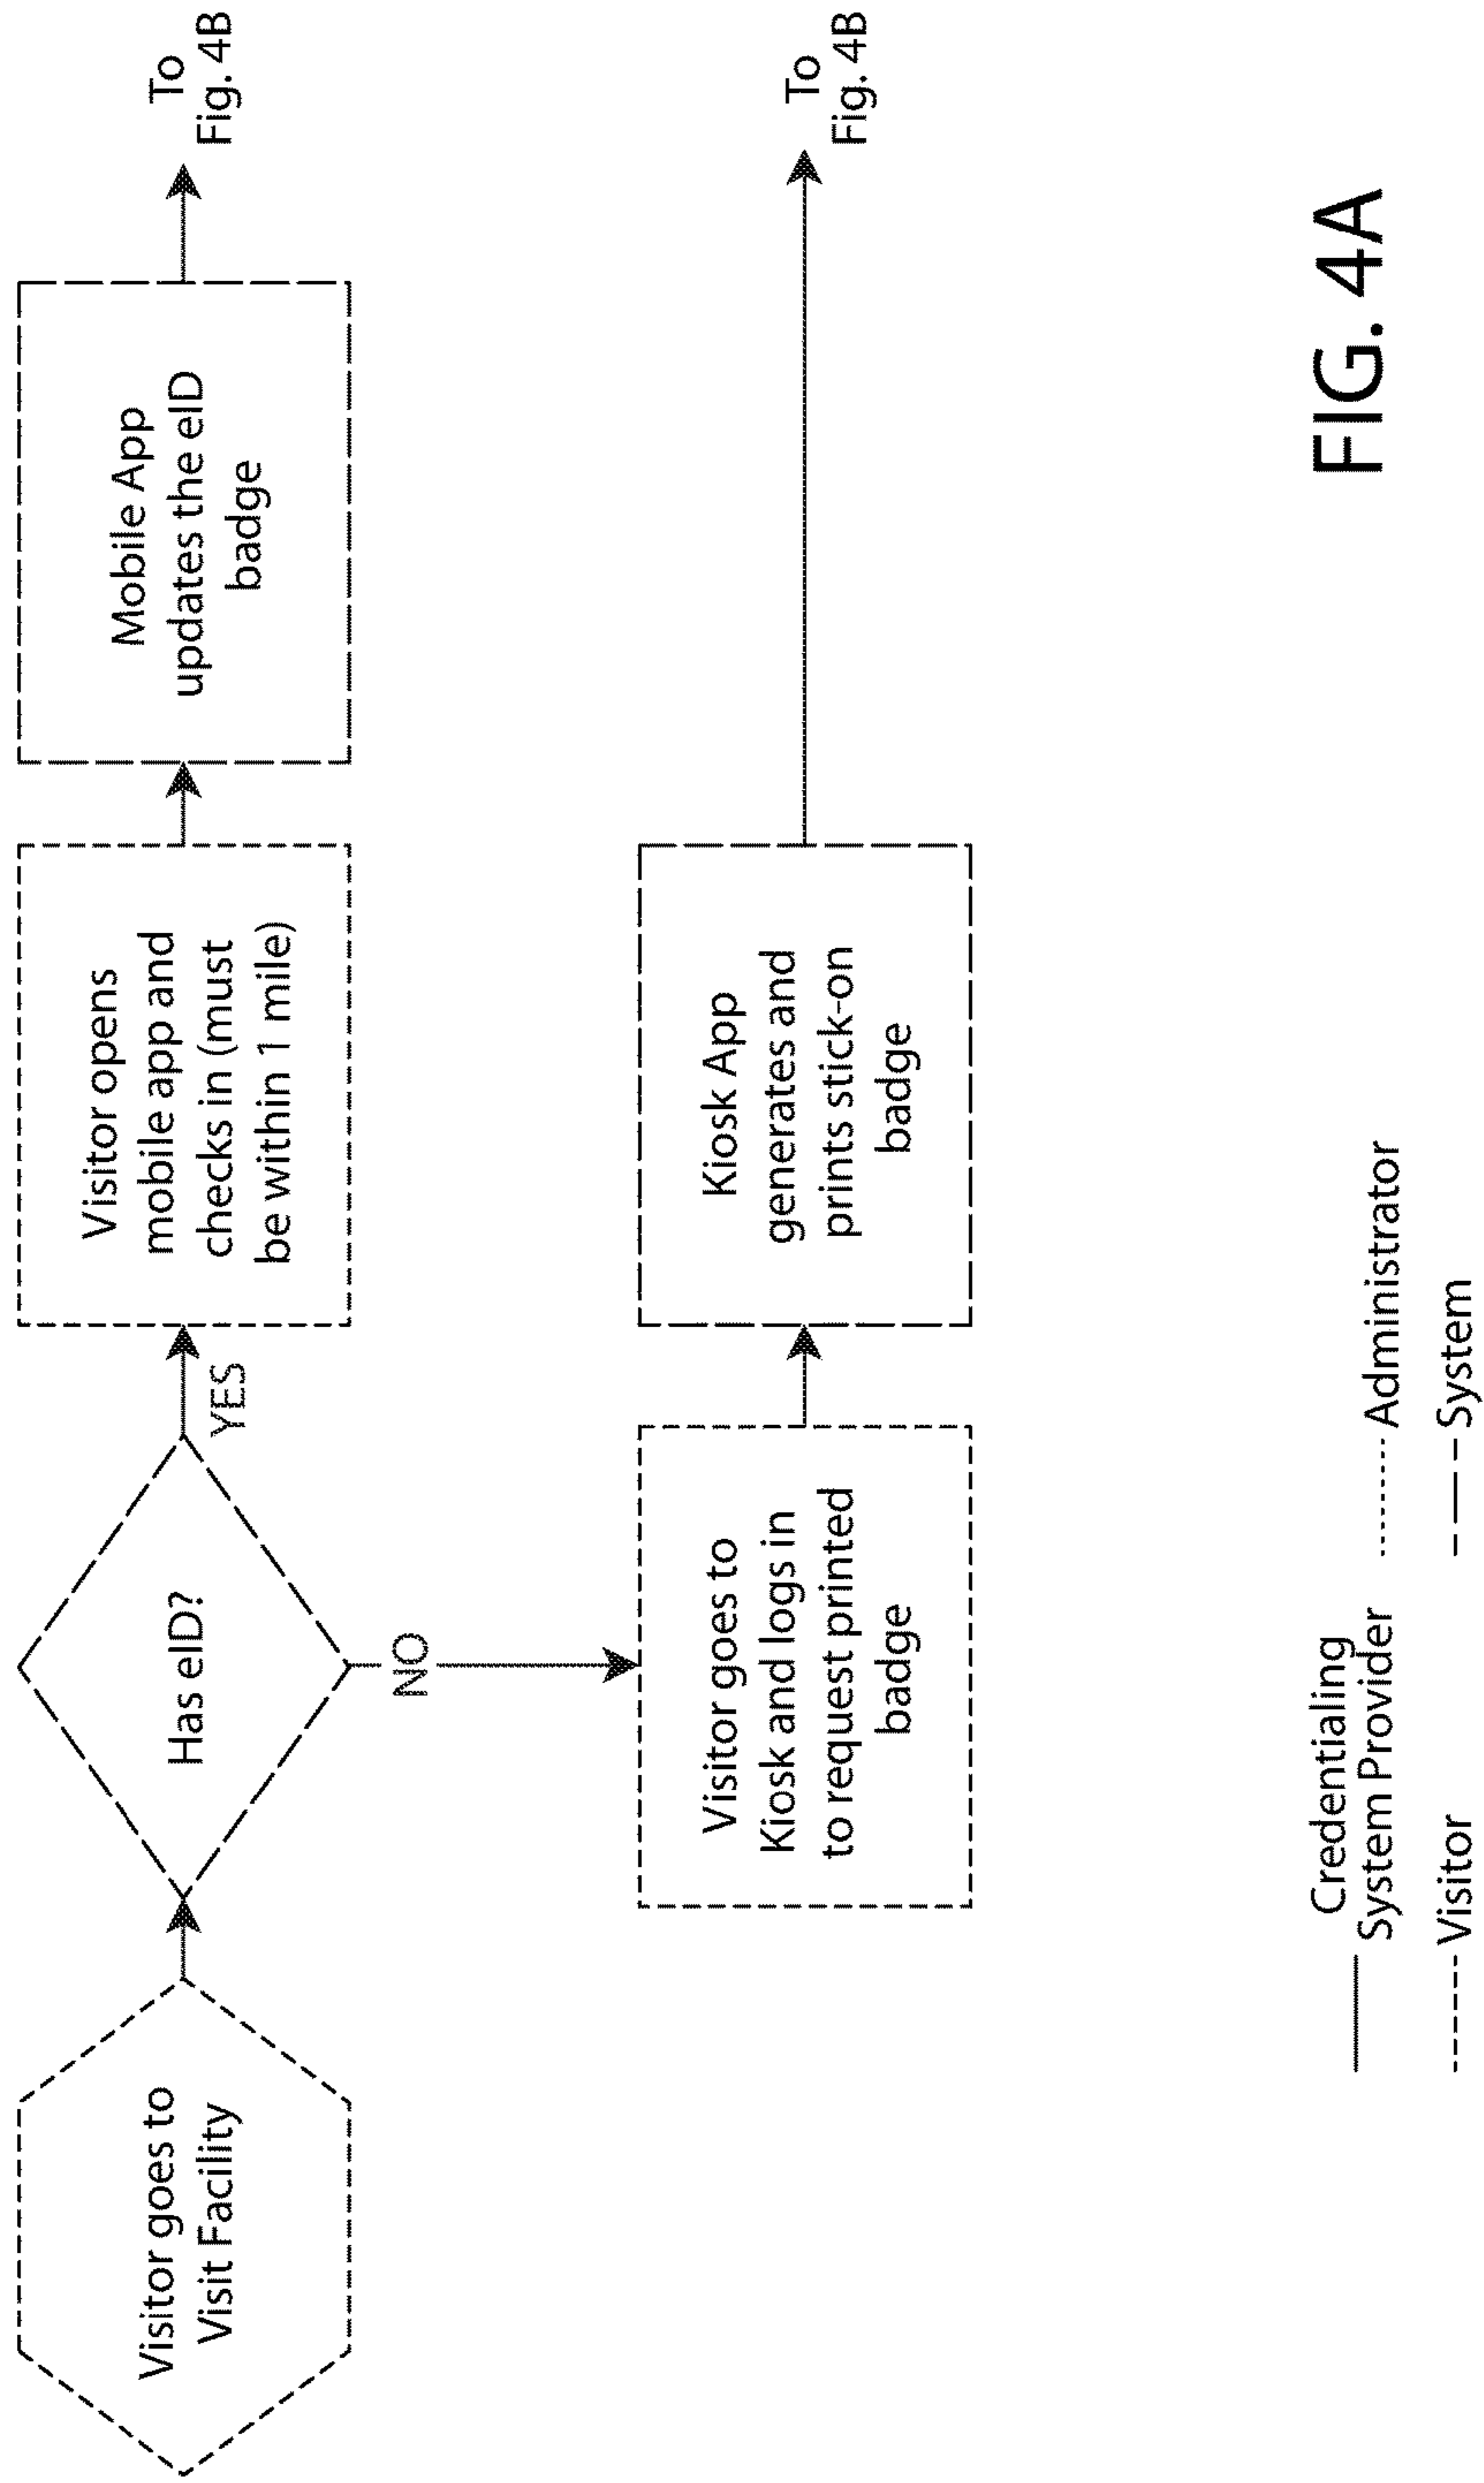 Visitor goes to
Visit Facility
Has eID?
YES
Visitor opens
mobile app and
checks in (must
be within 1 mile)
Mobile App
updates the eID
badge
To
Fig. 4B
NO
Visitor goes to
Kiosk and logs in
to request printed
badge
Kiosk App
generates and
prints stick-on
badge
To
Fig. 4B
Credentialing
System Provider
Administrator
Visitor
System
FIG. 4A